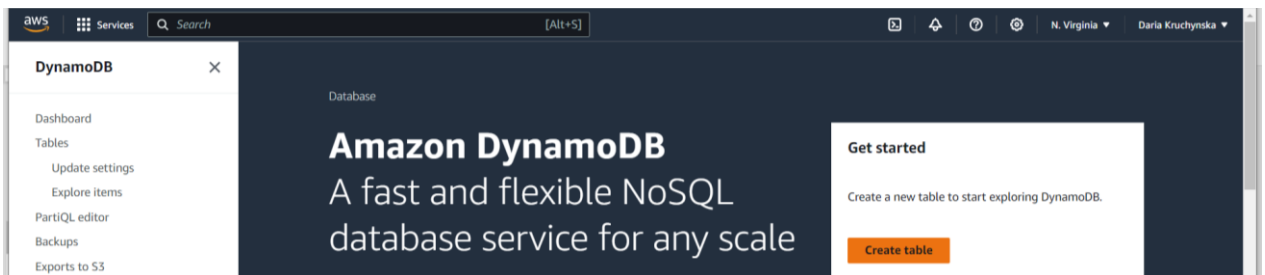 aws Services Search [Alt+S] N. Virginia ▼ Daria Kruchynska ▼
DynamoDB
Dashboard
Tables
Update settings
Explore items
PartiQL editor
Backups
Exports to S3
Database
Amazon DynamoDB
A fast and flexible NoSQL
database service for any scale
Get started
Create a new table to start exploring DynamoDB.
Create table